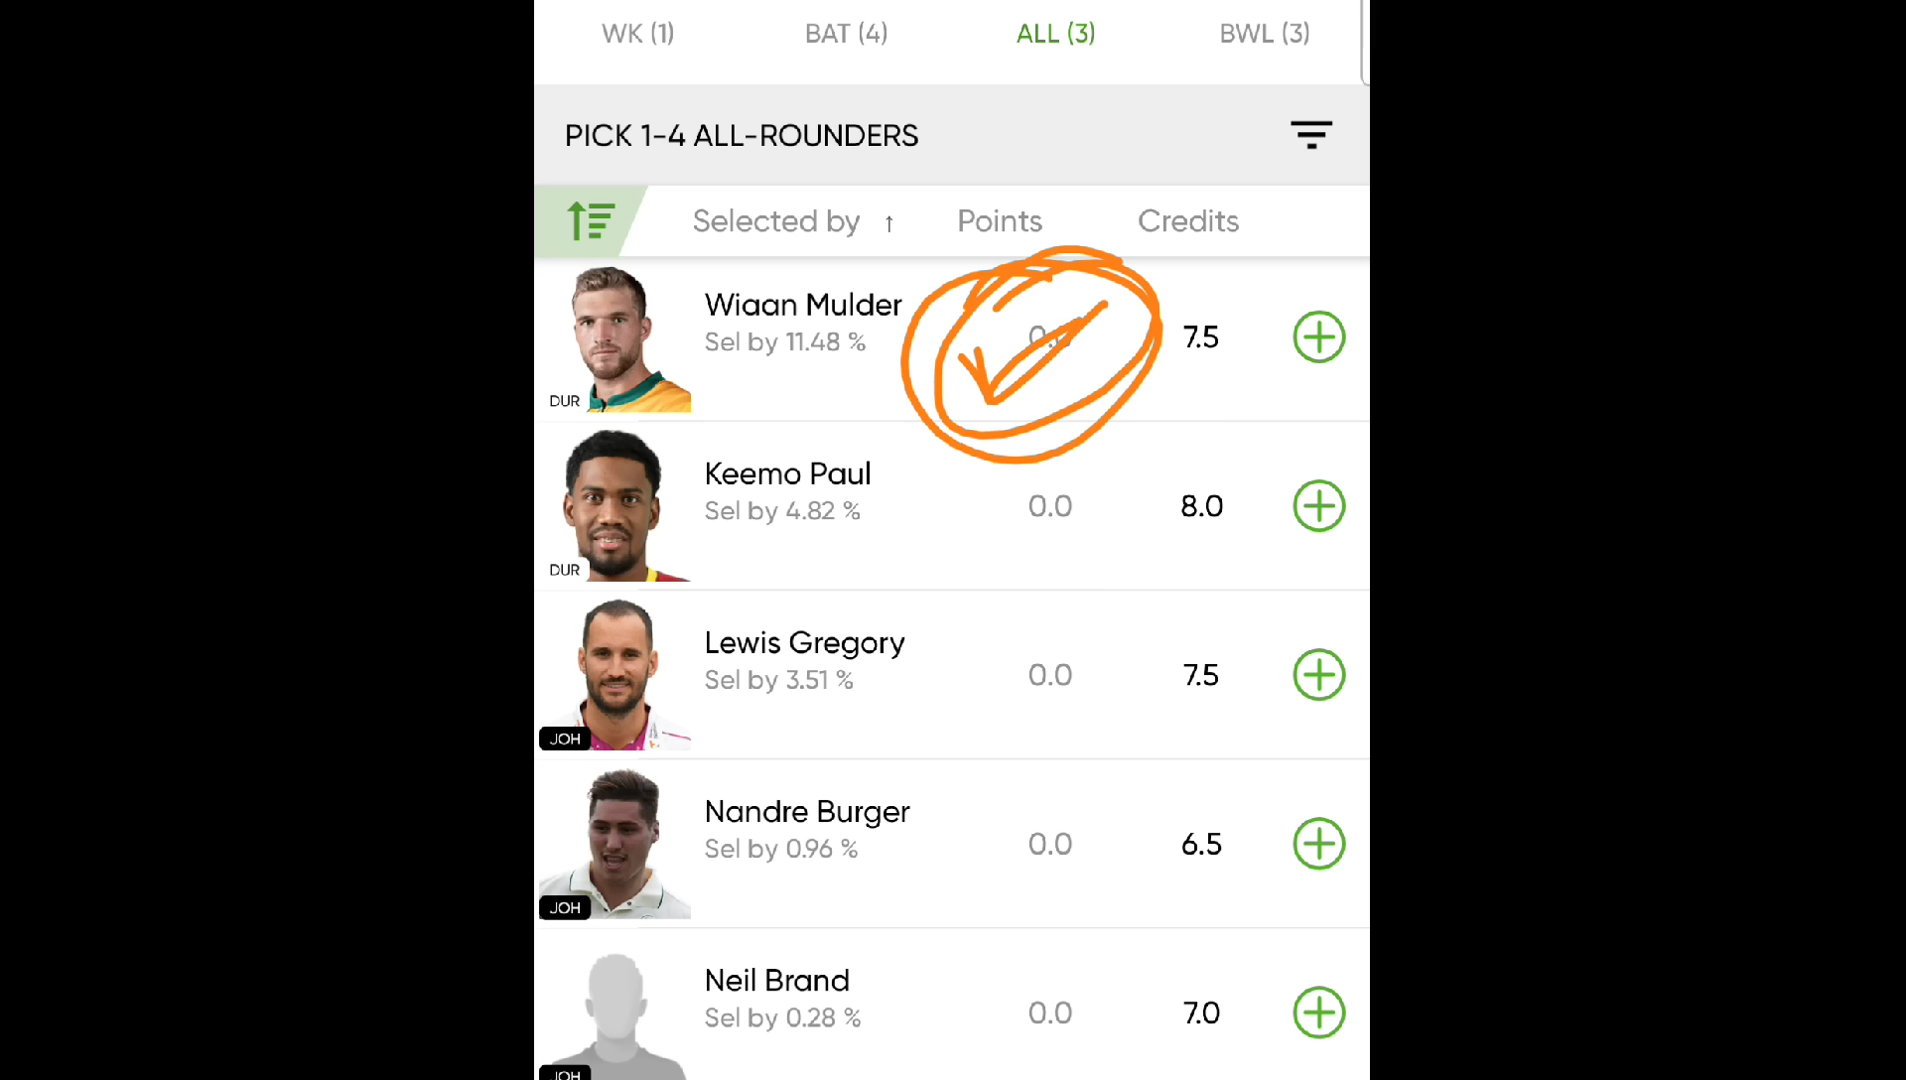 WK (1) BAT (4) ALL (3) BWL (3)
PICK 1-4 ALL-ROUNDERS
Selected by ↑ Points Credits
Wiaan Mulder
Sel by 11.48 %
7.5
DUR
Keemo Paul
Sel by 4.82 %
0.0 8.0
DUR
Lewis Gregory
Sel by 3.51 %
0.0 7.5
JOH
Nandre Burger
Sel by 0.96 %
0.0 6.5
JOH
Neil Brand
Sel by 0.28 %
0.0 7.0
JOH